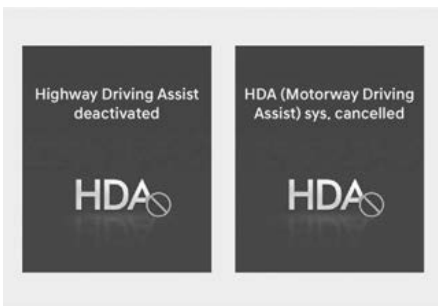 Highway Driving Assist
deactivated
HDA
HDA (Motorway Driving
Assist) sys. cancelled
HDA